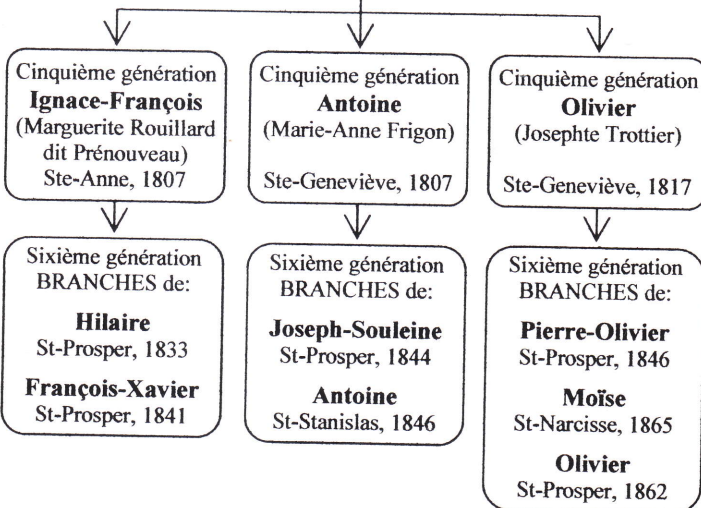 Cinquième génération
Ignace-François
(Marguerite Rouillard
dit Prénouveau)
Ste-Anne, 1807
Cinquième génération
Antoine
(Marie-Anne Frigon)
Ste-Geneviève, 1807
Cinquième génération
Olivier
(Josephte Trottier)
Ste-Geneviève, 1817
Sixième génération
BRANCHES de:
Hilaire
St-Prosper, 1833
François-Xavier
St-Prosper, 1841
Sixième génération
BRANCHES de:
Joseph-Souleine
St-Prosper, 1844
Antoine
St-Stanislas, 1846
Sixième génération
BRANCHES de:
Pierre-Olivier
St-Prosper, 1846
Moïse
St-Narcisse, 1865
Olivier
St-Prosper, 1862